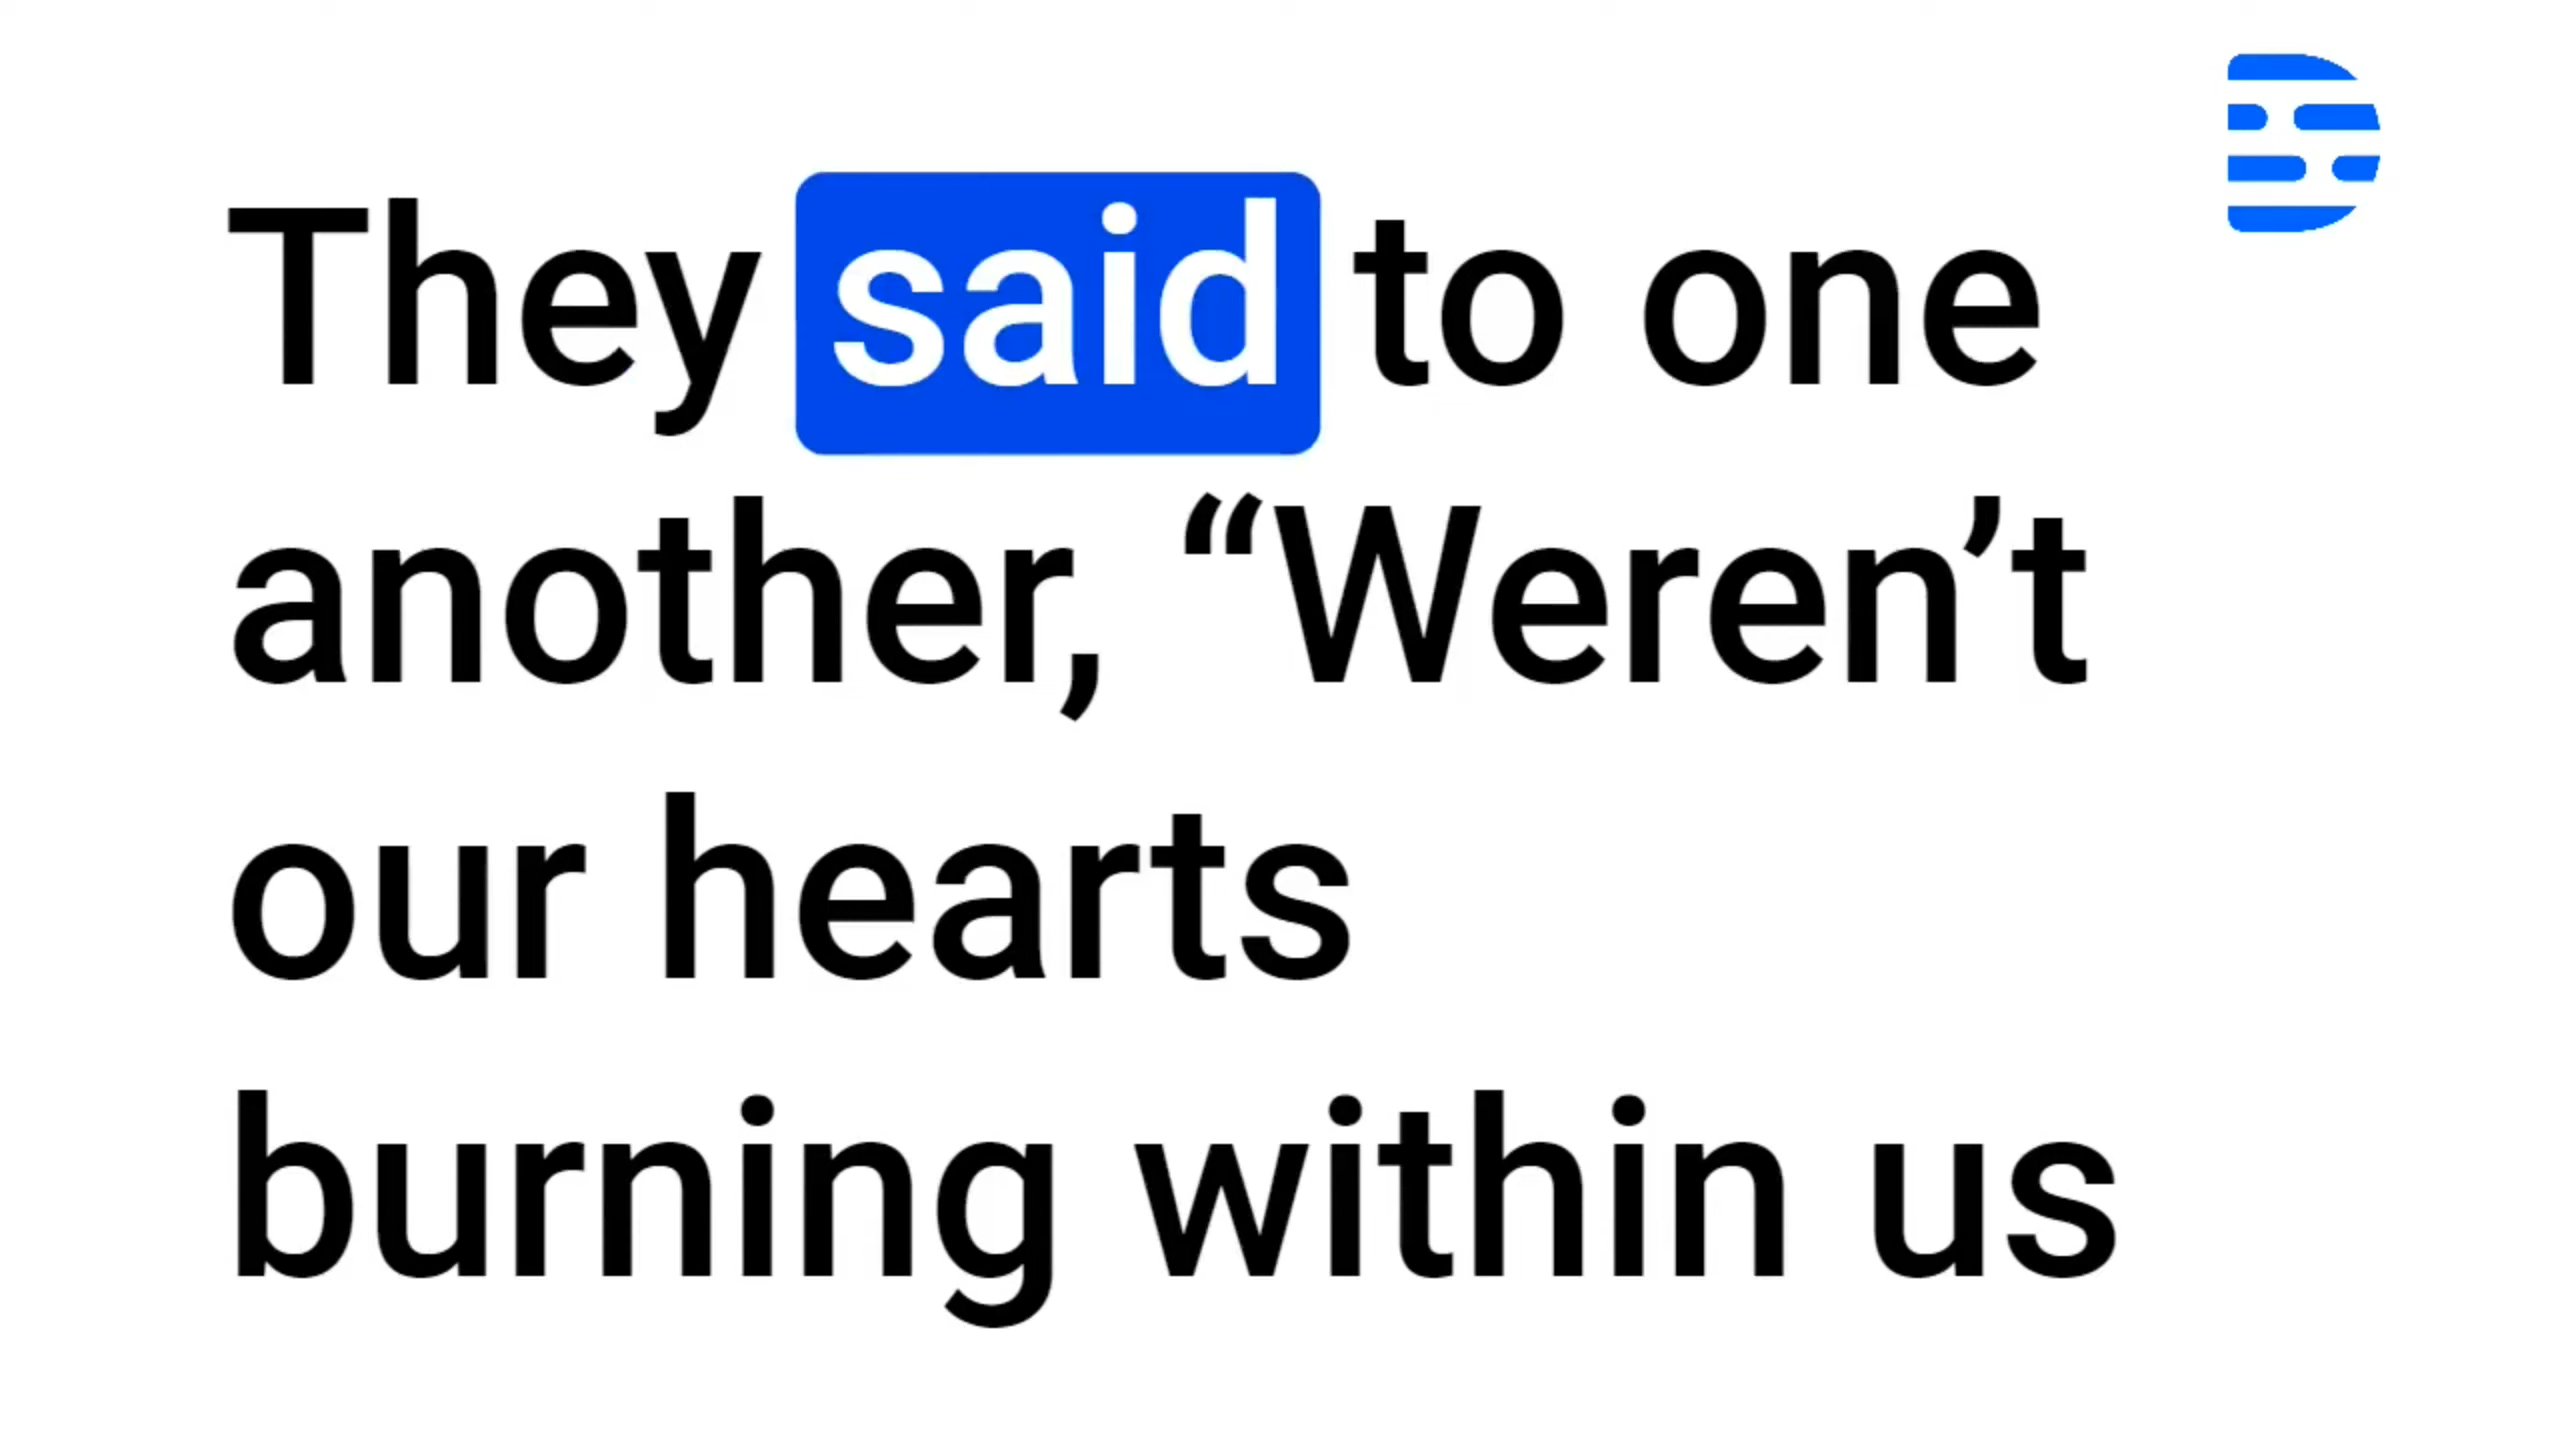 They said to one
another, “Weren’t
our hearts
burning within us